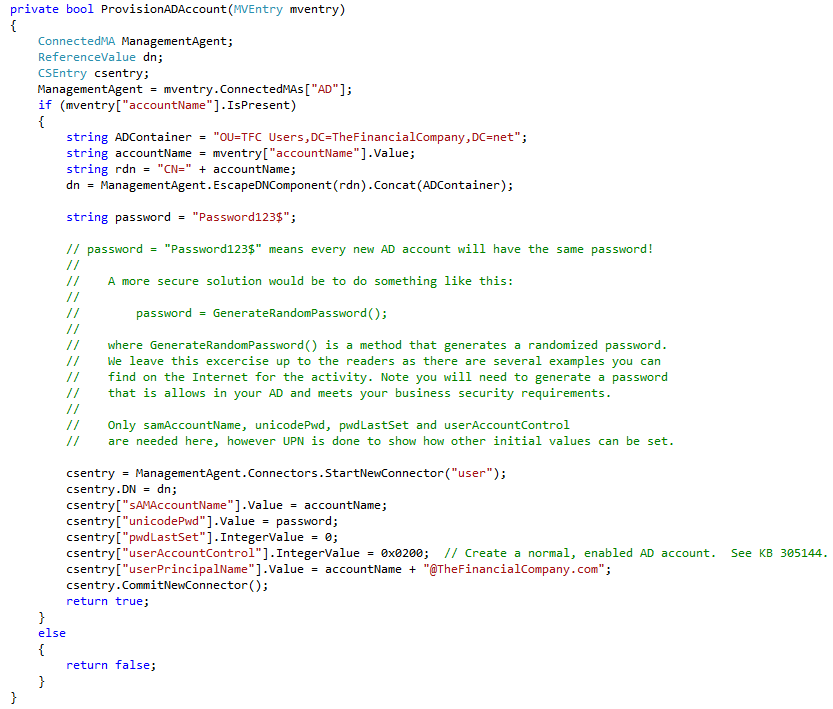 private bool ProvisionADAccount(MVEntry mventry)
{
    ConnectedMA ManagementAgent;
    ReferenceValue dn;
    CSEntry csentry;
    ManagementAgent = mventry.ConnectedMAs["AD"];
    if (mventry["accountName"].IsPresent)
    {
        string ADContainer = "OU=TFC Users,DC=TheFinancialCompany,DC=net";
        string accountName = mventry["accountName"].Value;
        string rdn = "CN=" + accountName;
        dn = ManagementAgent.EscapeDNComponent(rdn).Concat(ADContainer);

        string password = "Password123$";

        // password = "Password123$" means every new AD account will have the same password!
        //
        //    A more secure solution would be to do something like this:
        //
        //        password = GenerateRandomPassword();
        //
        //    where GenerateRandomPassword() is a method that generates a randomized password.
        //    We leave this excercise up to the readers as there are several examples you can
        //    find on the Internet for the activity. Note you will need to generate a password
        //    that is allows in your AD and meets your business security requirements.
        //
        //    Only samAccountName, unicodePwd, pwdLastSet and userAccountControl
        //    are needed here, however UPN is done to show how other initial values can be set.

        csentry = ManagementAgent.Connectors.StartNewConnector("user");
        csentry.DN = dn;
        csentry["sAMAccountName"].Value = accountName;
        csentry["unicodePwd"].Value = password;
        csentry["pwdLastSet"].IntegerValue = 0;
        csentry["userAccountControl"].IntegerValue = 0x0200;  // Create a normal, enabled AD account.  See KB 305144.
        csentry["userPrincipalName"].Value = accountName + "@TheFinancialCompany.com";
        csentry.CommitNewConnector();
        return true;
    }
    else
    {
        return false;
    }
}